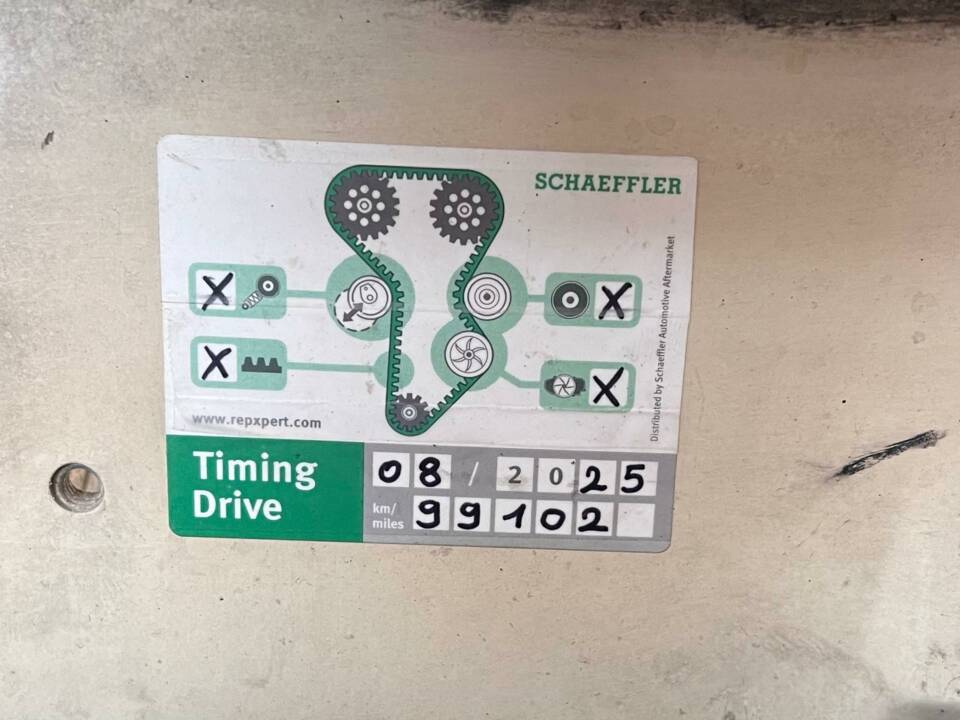 SCHAEFFLER
X
X
X
X
www.repxpert.com
Distributed by Schaeffler Automotive Aftermarket
Timing
Drive
08 / 2025
km/
miles
99102